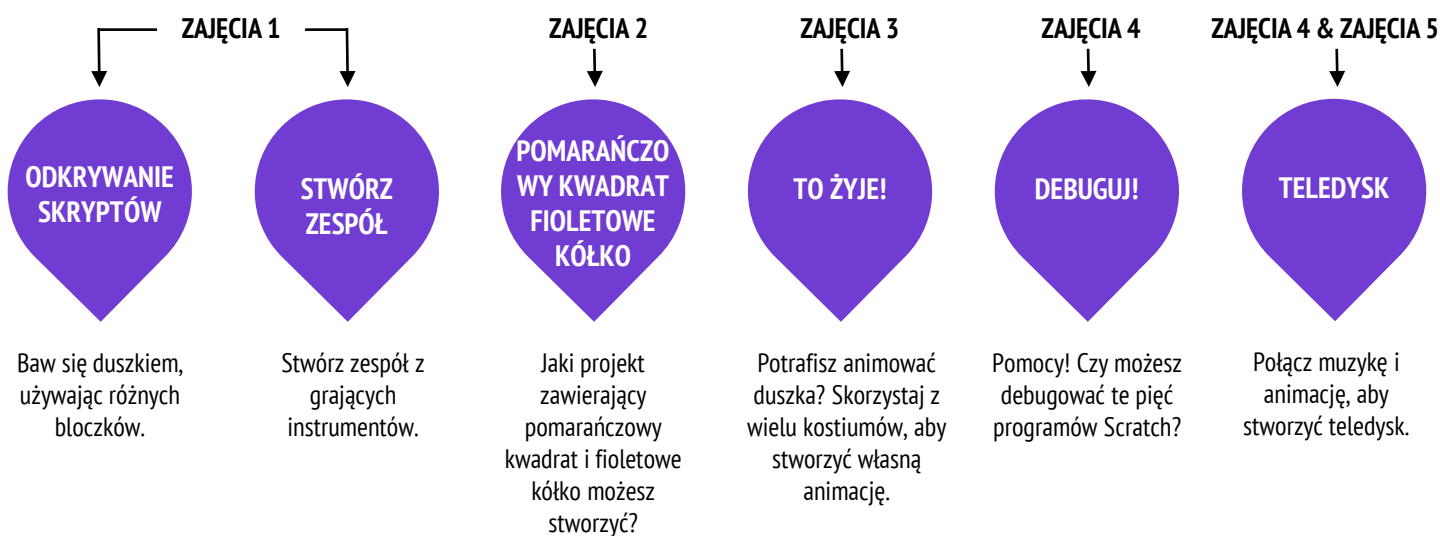 ZAJĘCIA 1
ZAJĘCIA 2
ZAJĘCIA 3
ZAJĘCIA 4
ZAJĘCIA 4 & ZAJĘCIA 5
ODKRYWANIE
SKRYPTÓW
STWÓRZ
ZESPÓŁ
POMARAŃCZO
WY KWADRAT
FIOLETOWE
KÓŁKO
TO ŻYJE!
DEBUGUJ!
TELEDYSK
Baw się duszkiem,
używając różnych
bloczków.
Stwórz zespół z
grających
instrumentów.
Jaki projekt
zawierający
pomarańczowy
kwadrat i fioletowe
kółko możesz
stworzyć?
Potrafisz animować
duszka? Skorzystaj z
wielu kostiumów, aby
stworzyć własną
animację.
Pomocy! Czy możesz
debugować te pięć
programów Scratch?
Połącz muzykę i
animację, aby
stworzyć teledysk.